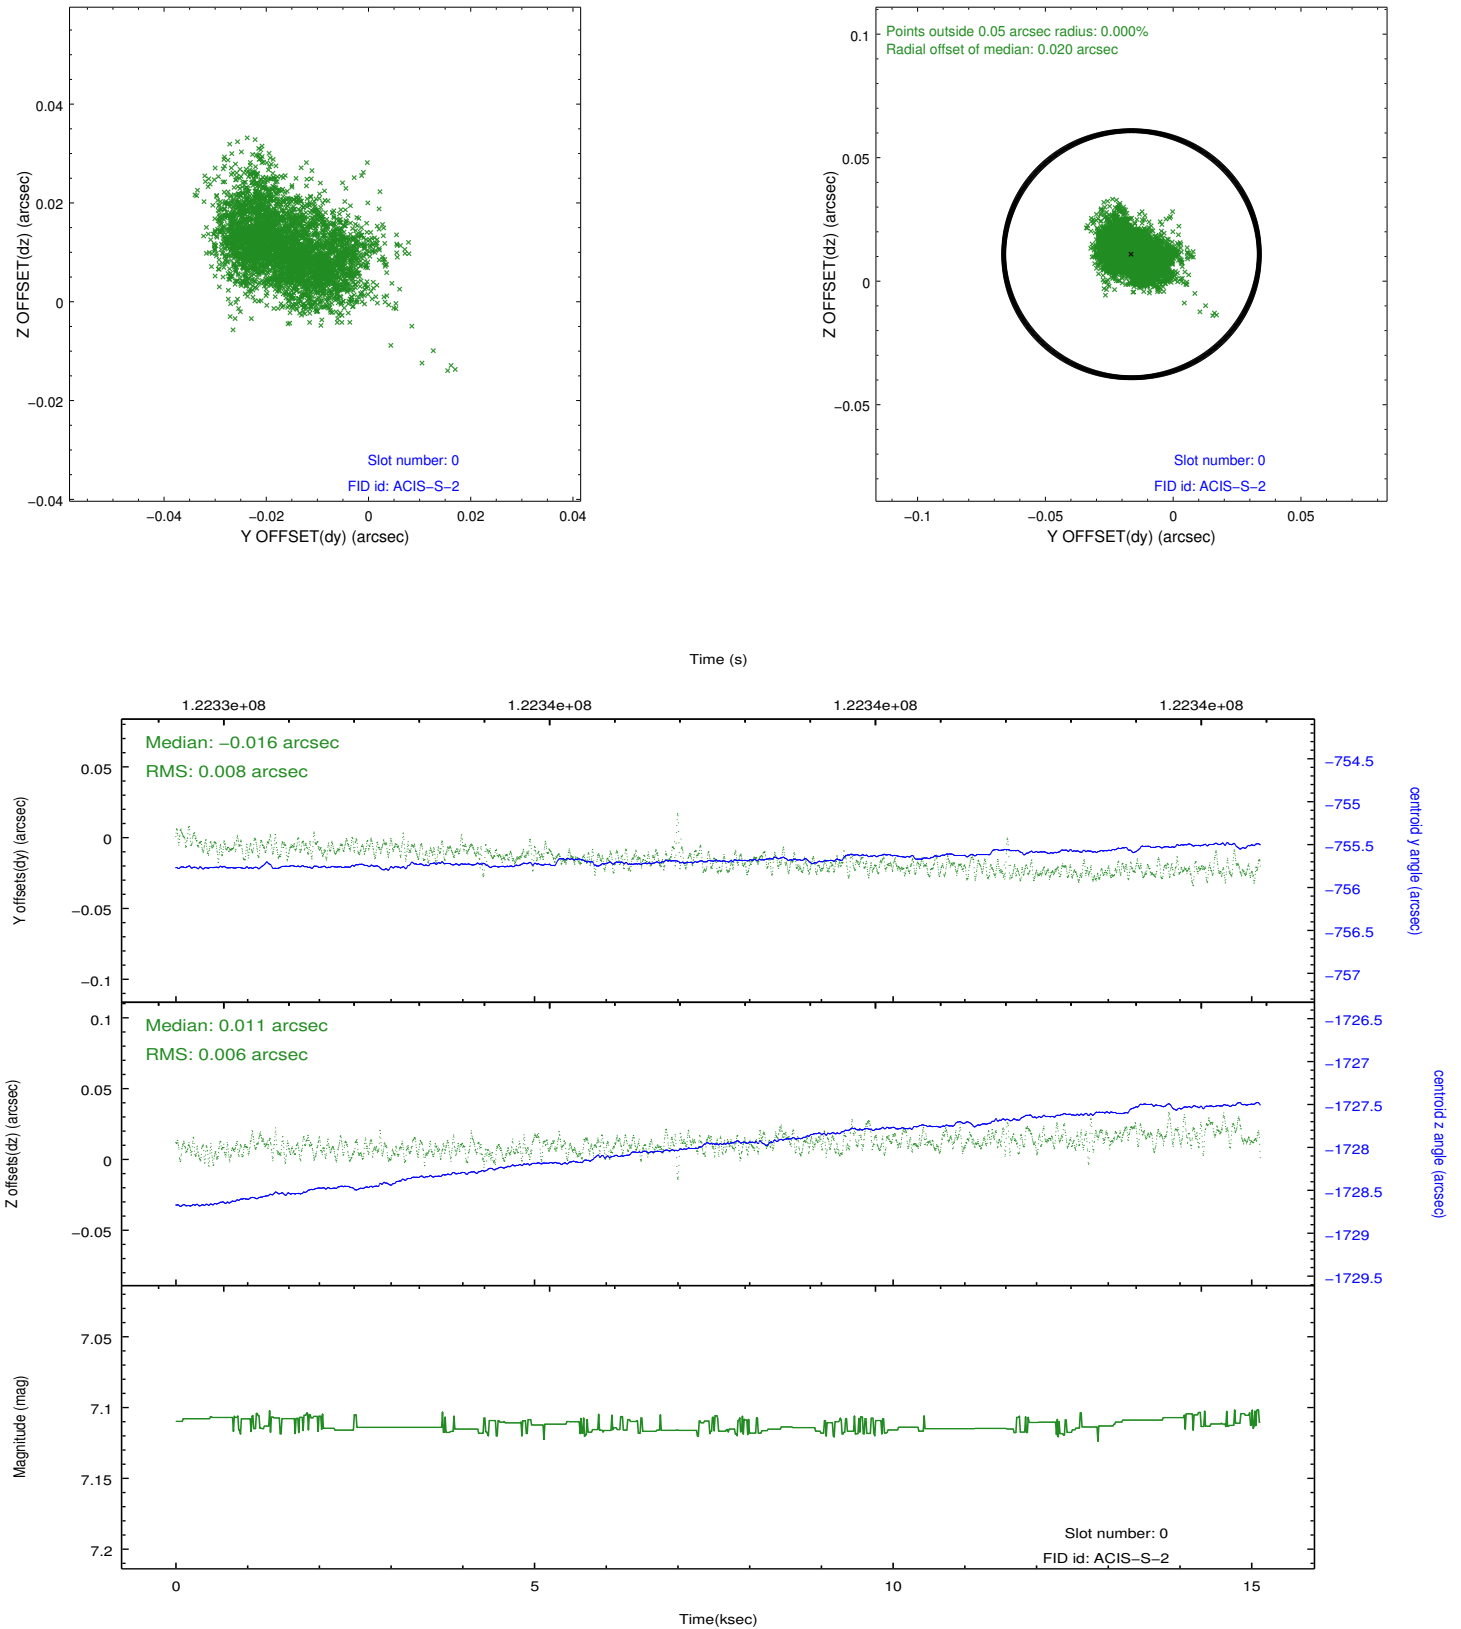 0.04
0.02
0
−0.02
−0.04
Z OFFSET(dz) (arcsec)
−0.04
−0.02
0
0.02
0.04
Y OFFSET(dy) (arcsec)
Slot number: 0
FID id: ACIS−S−2
Points outside 0.05 arcsec radius: 0.000%
Radial offset of median: 0.020 arcsec
0.1
0.05
0
−0.05
Z OFFSET(dz) (arcsec)
Slot number: 0
FID id: ACIS−S−2
−0.1
−0.05
0
0.05
Y OFFSET(dy) (arcsec)
Time (s)
1.2233e+08
1.2234e+08
1.2234e+08
1.2234e+08
Median: −0.016 arcsec
RMS: 0.008 arcsec
0.05
0
−0.05
−0.1
Y offsets(dy) (arcsec)
−754.5
−755
−755.5
−756
−756.5
−757
centroid y angle (arcsec)
Median: 0.011 arcsec
RMS: 0.006 arcsec
0.1
0.05
0
−0.05
Z offsets(dz) (arcsec)
−1726.5
−1727
−1727.5
−1728
−1728.5
−1729
−1729.5
centroid z angle (arcsec)
7.05
7.1
7.15
7.2
Magnitude (mag)
Slot number: 0
FID id: ACIS−S−2
0
5
10
15
Time(ksec)